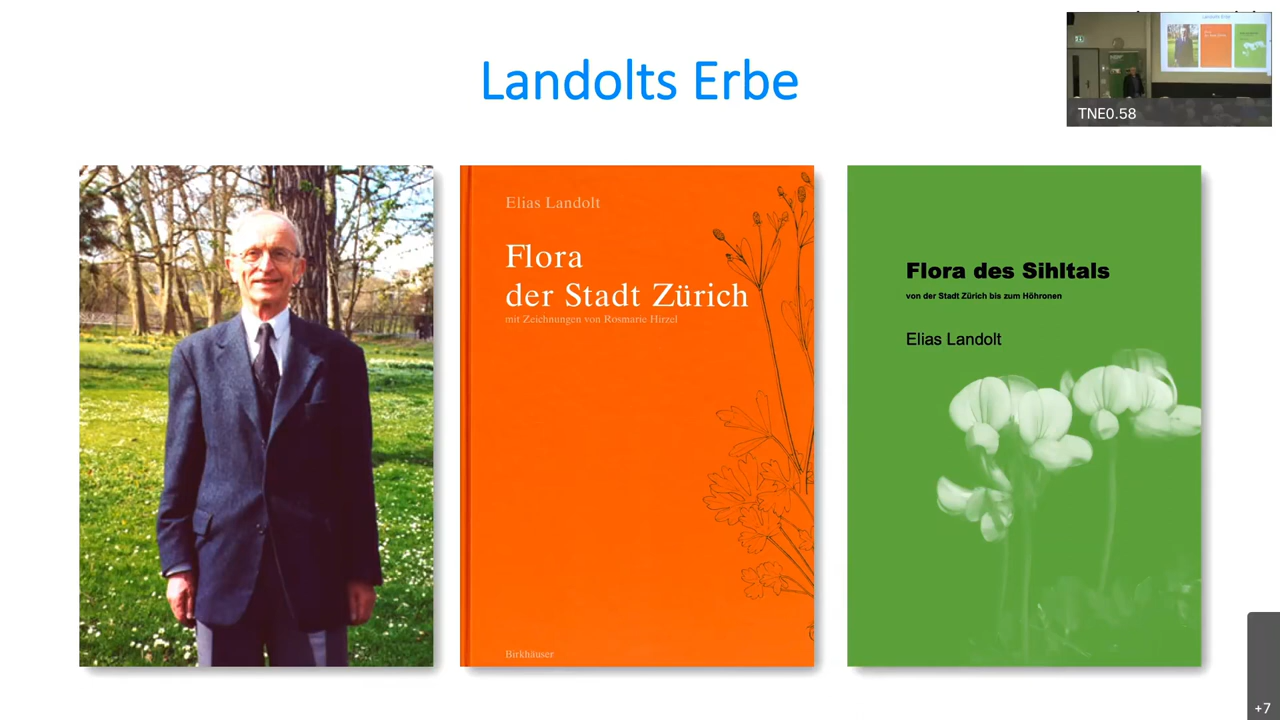 Landolts Erbe
TNE0.58
Elias Landolt
Flora
der Stadt Zürich
mit Zeichnungen von Rosmarie Hirzel
Birkhäuser
Flora des Sihltals
von der Stadt Zürich bis zum Höhronen
Elias Landolt
+7